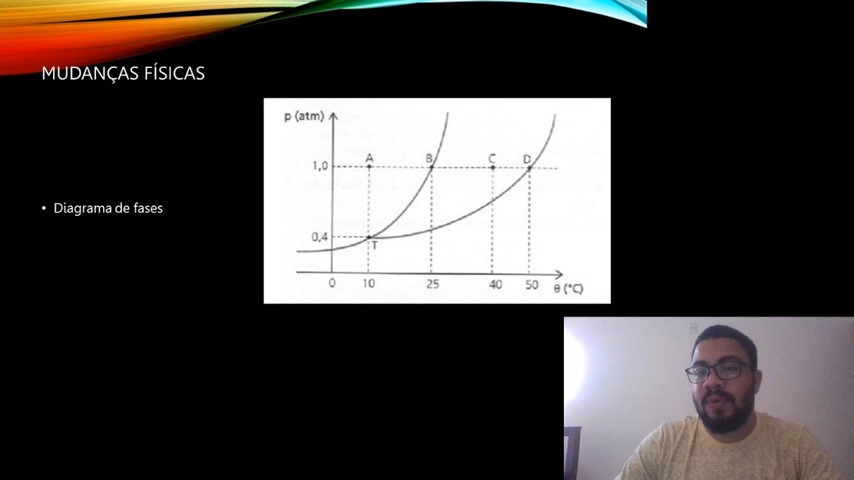 MUDANÇAS FÍSICAS
• Diagrama de fases
p (atm)
A B C D
1,0
0,4
T
0 10 25 40 50 θ (°C)